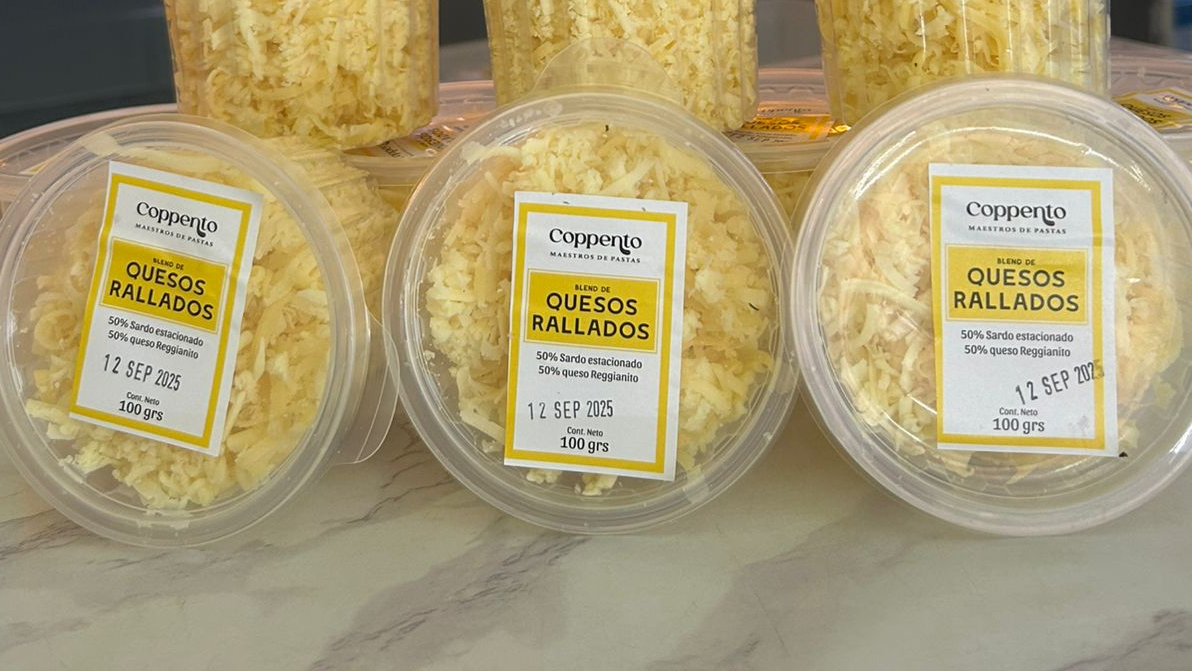 Coppento
MAESTROS DE PASTAS
BLEND DE
QUESOS
RALLADOS
50% Sardo estacionado
50% queso Reggianito
12 SEP 2025
Cont. Neto
100 grs
Coppento
MAESTROS DE PASTAS
BLEND DE
QUESOS
RALLADOS
50% Sardo estacionado
50% queso Reggianito
12 SEP 2025
Cont. Neto
100 grs
Coppento
MAESTROS DE PASTAS
BLEND DE
QUESOS
RALLADOS
50% Sardo estacionado
50% queso Reggianito
12 SEP 2025
Cont. Neto
100 grs